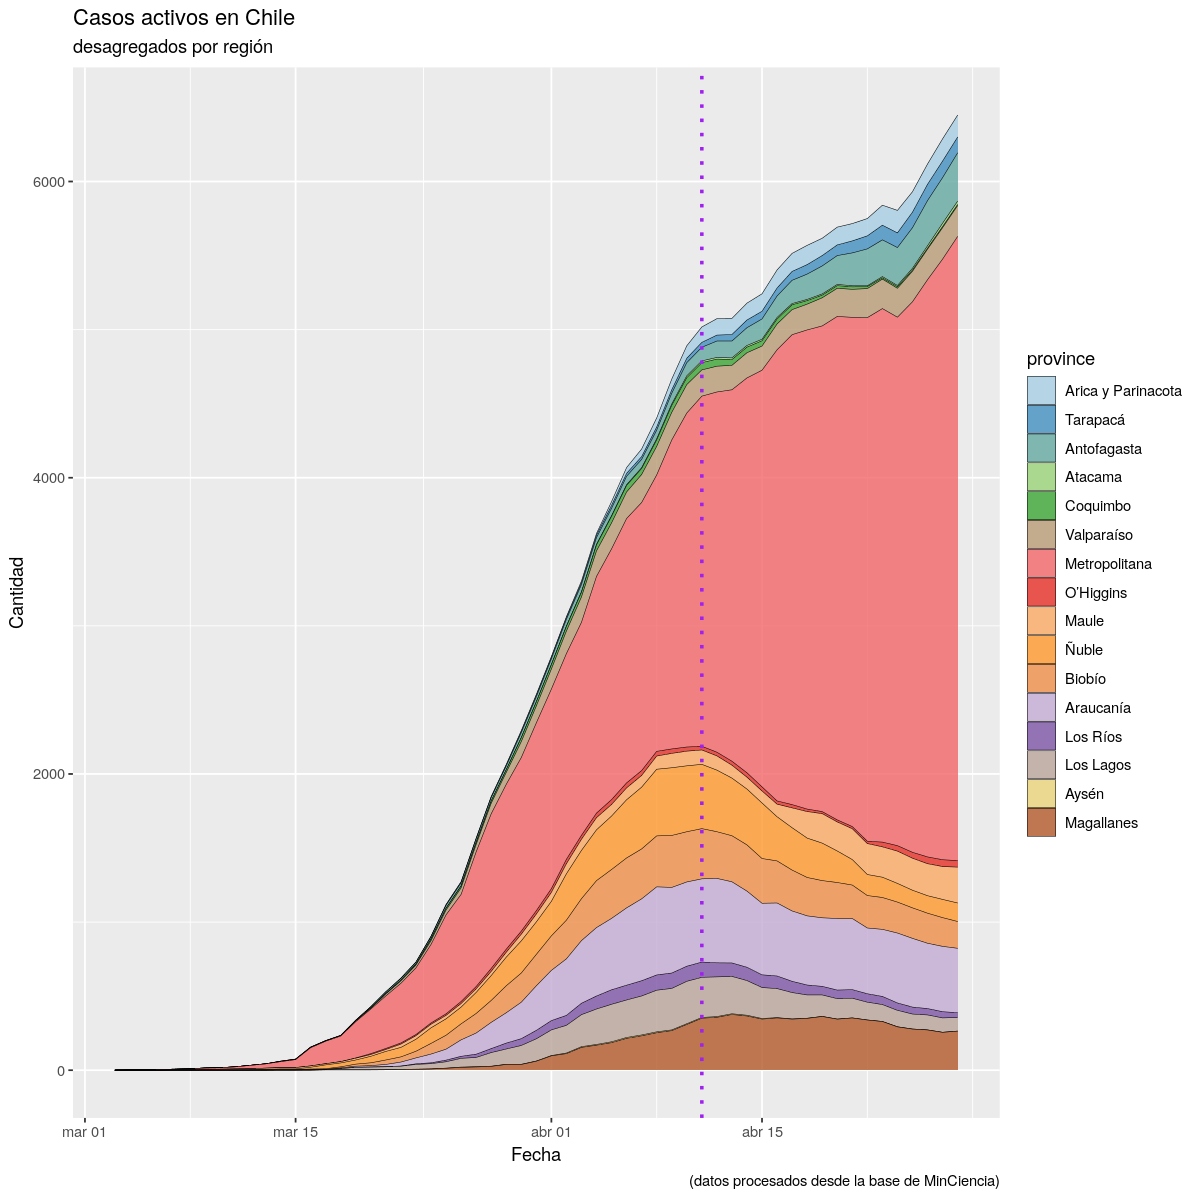 Casos activos en Chile
desagregados por región
Cantidad
6000
4000
2000
0
mar 01
mar 15
abr 01
abr 15
Fecha
province
Arica y Parinacota
Tarapacá
Antofagasta
Atacama
Coquimbo
Valparaíso
Metropolitana
O'Higgins
Maule
Ñuble
Biobío
Araucanía
Los Ríos
Los Lagos
Aysén
Magallanes
(datos procesados desde la base de MinCiencia)